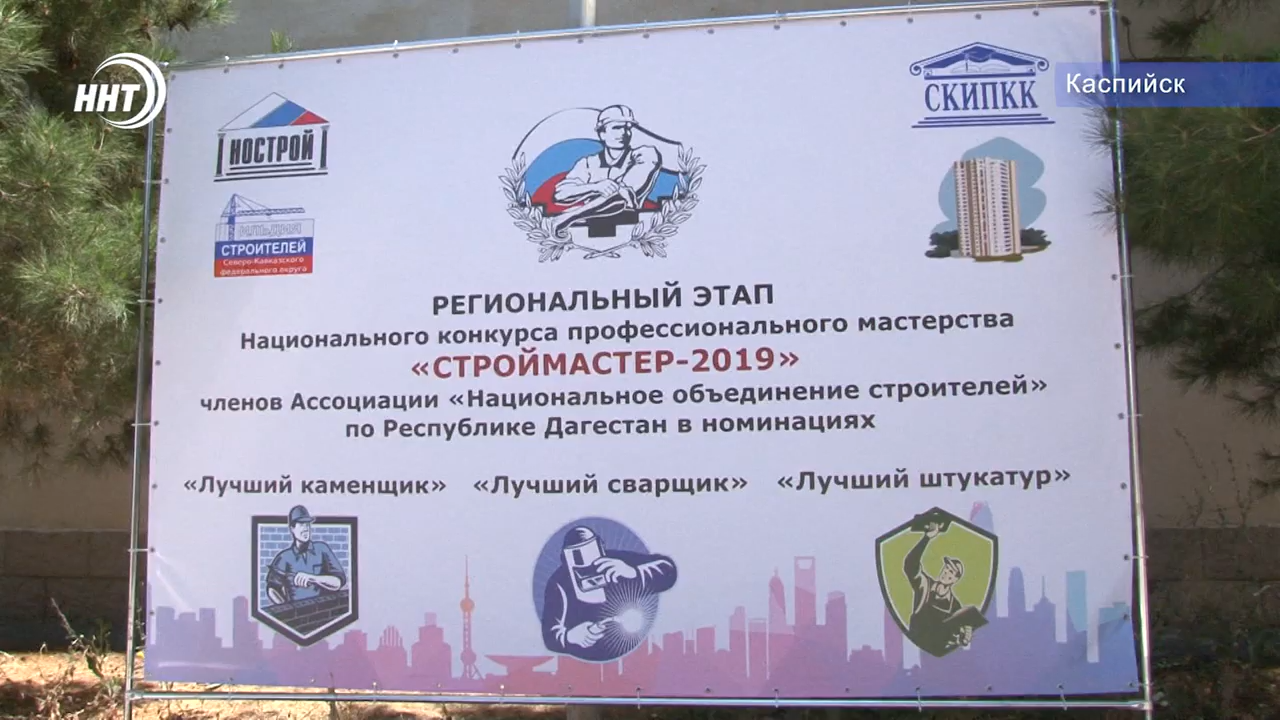 ННТ
Каспийск
НОСТРОЙ
СКИПКК
ГИЛЬДИЯ
СТРОИТЕЛЕЙ
Северо-Кавказского
федерального округа
РЕГИОНАЛЬНЫЙ ЭТАП
Национального конкурса профессионального мастерства
«СТРОЙМАСТЕР-2019»
членов Ассоциации «Национальное объединение строителей»
по Республике Дагестан в номинациях
«Лучший каменщик» «Лучший сварщик» «Лучший штукатур»